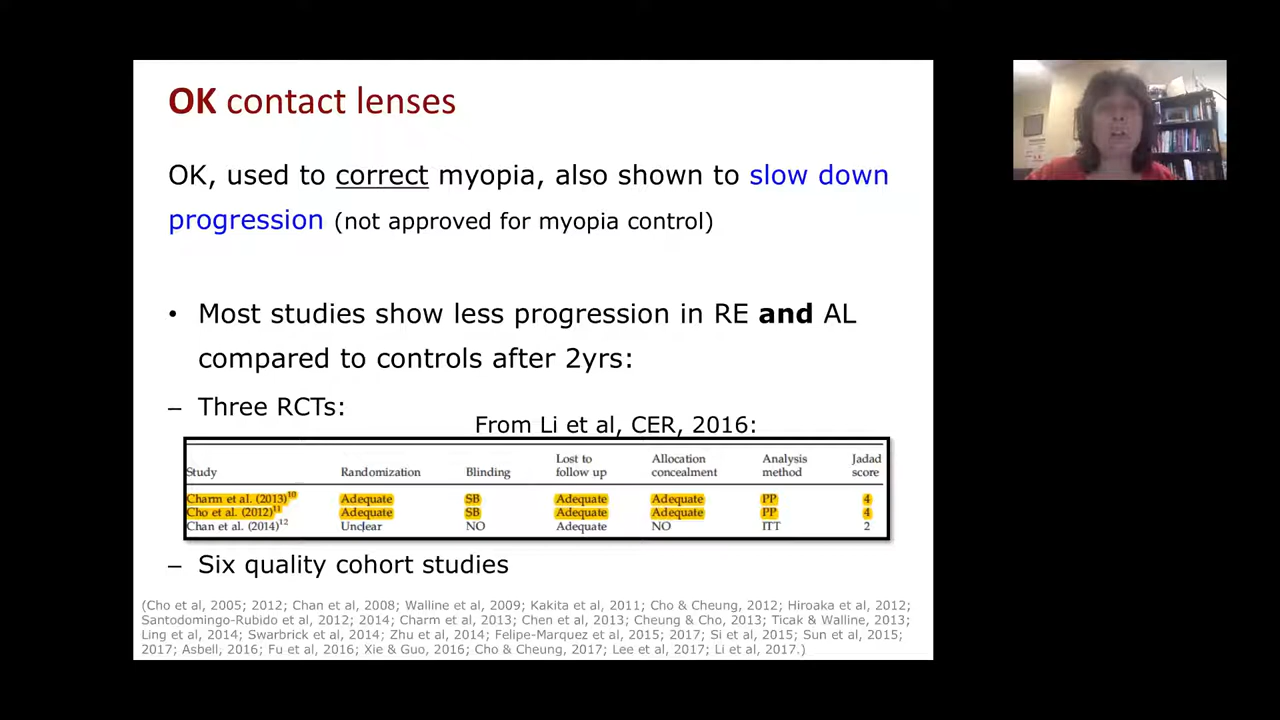 OK contact lenses
OK, used to correct myopia, also shown to slow down
progression (not approved for myopia control)
• Most studies show less progression in RE and AL
compared to controls after 2yrs:
– Three RCTs:
From Li et al, CER, 2016:
Study Randomization Blinding Lost to follow up Allocation concealment Analysis method Jadad score
Charm et al. (2013)10 Adequate SB Adequate Adequate PP 4
Cho et al. (2012)11 Adequate SB Adequate Adequate PP 4
Chan et al. (2014)12 Unclear NO Adequate NO ITT 2
– Six quality cohort studies
(Cho et al, 2005; 2012; Chan et al, 2008; Walline et al, 2009; Kakita et al, 2011; Cho & Cheung, 2012; Hiroaka et al, 2012;
Santodomingo-Rubido et al, 2012; 2014; Charm et al, 2013; Chen et al, 2013; Cheung & Cho, 2013; Ticak & Walline, 2013;
Ling et al, 2014; Swarbrick et al, 2014; Zhu et al, 2014; Felipe-Marquez et al, 2015; 2017; Si et al, 2015; Sun et al, 2015;
2017; Asbell, 2016; Fu et al, 2016; Xie & Guo, 2016; Cho & Cheung, 2017; Lee et al, 2017; Li et al, 2017.)